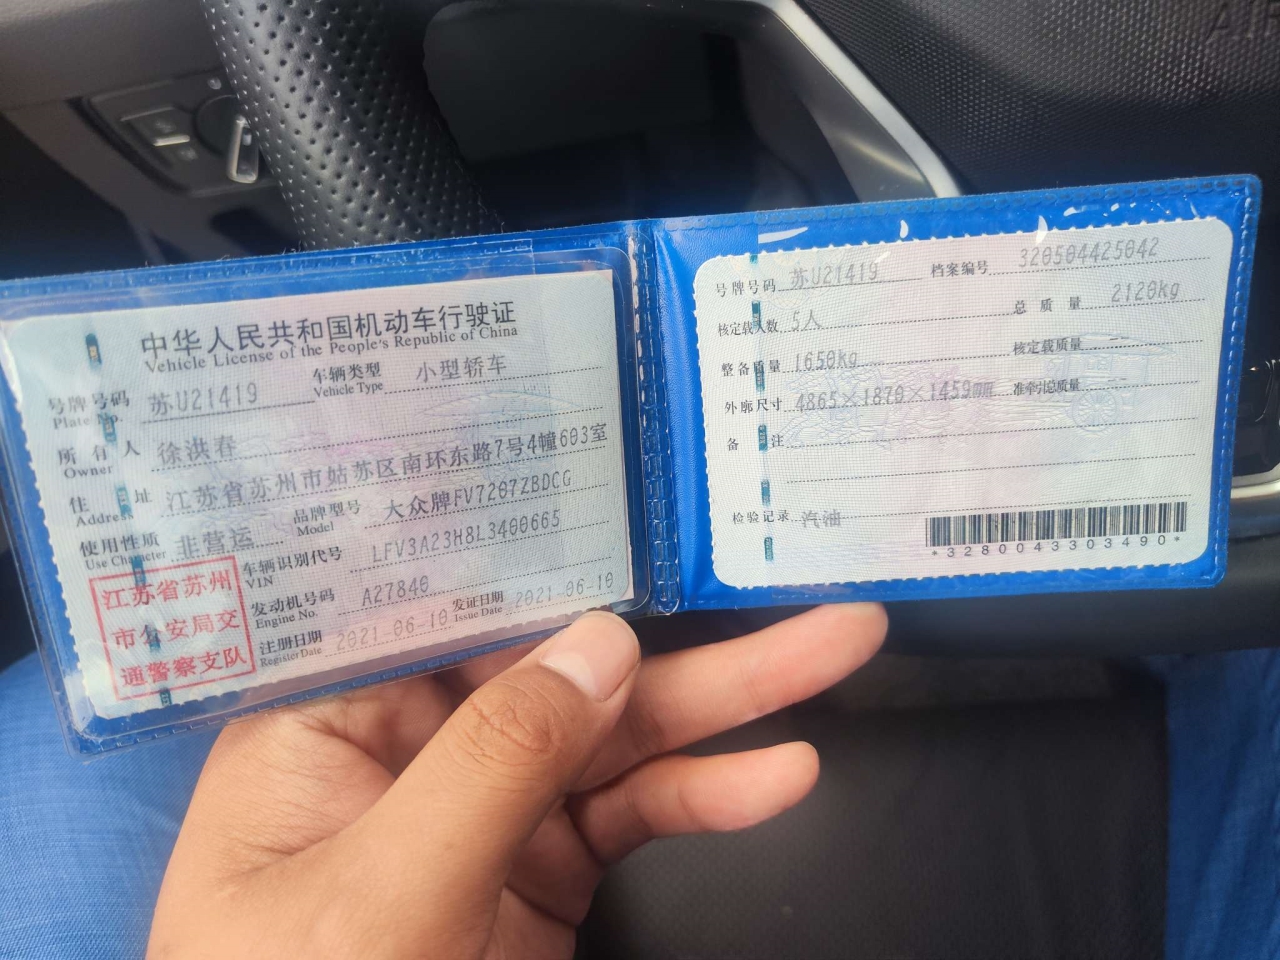 中华人民共和国机动车行驶证
Vehicle License of the People's Republic of China
号牌号码 苏U21419 车辆类型 小型轿车
Plate No. Vehicle Type
所有人 徐洪春
Owner
住址 江苏省苏州市姑苏区南环东路7号4幢603室
Address
使用性质 非营运 品牌型号 大众牌FV7207ZBDCG
Use Character Model
车辆识别代号 LFV3A23H8L3400665
VIN
发动机号码 A27840
Engine No.
注册日期 2021-06-10 发证日期 2021-06-10
Register Date Issue Date
江苏省苏州
市公安局交
通警察支队
号牌号码 苏U21419 档案编号 320504425042
核定载人数 5人 总质量 2120kg
整备质量 1650kg 核定载质量 --
外廓尺寸 4865×1870×1459mm 准牵引总质量 --
备注
检验记录 汽油
*3280043303490*